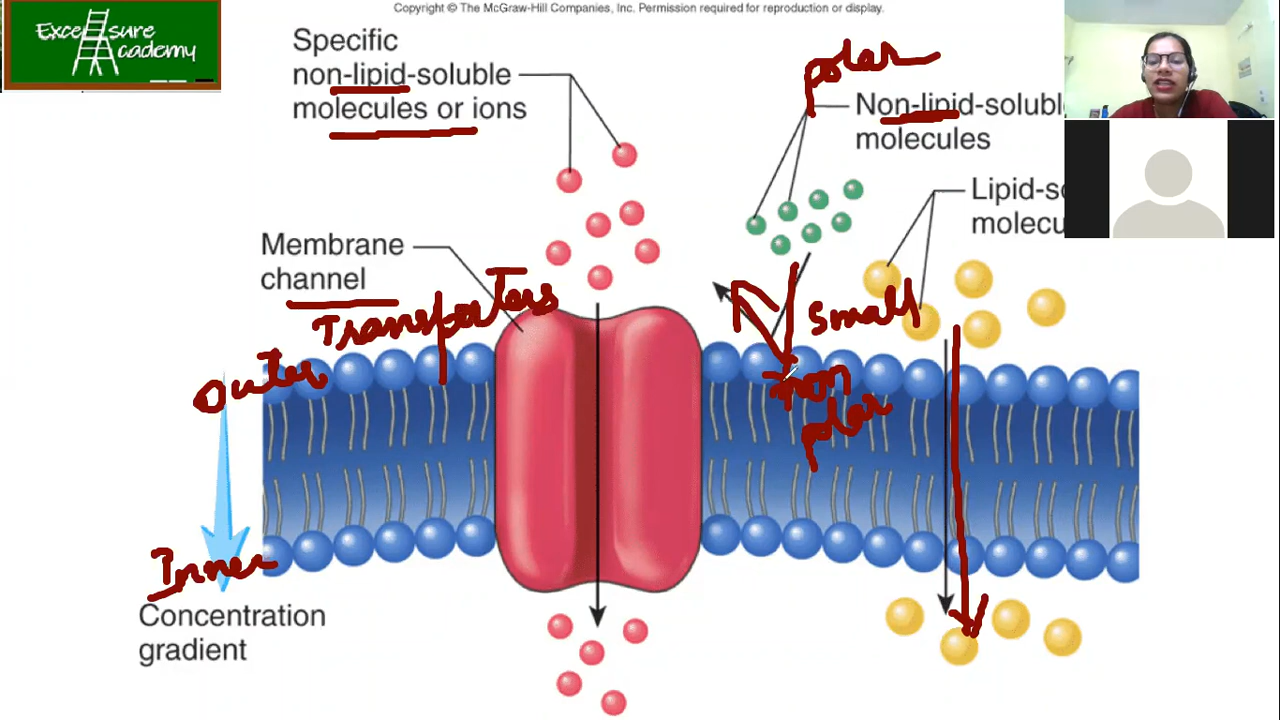 Copyright © The McGraw-Hill Companies, Inc. Permission required for reproduction or display.
Exce sure
academy
Specific
non-lipid-soluble
molecules or ions
polar
Non-lipid-soluble
molecules
Lipid-so
molecu
Membrane
channel
Transporters
small
non
polar
Outer
Inner
Concentration
gradient